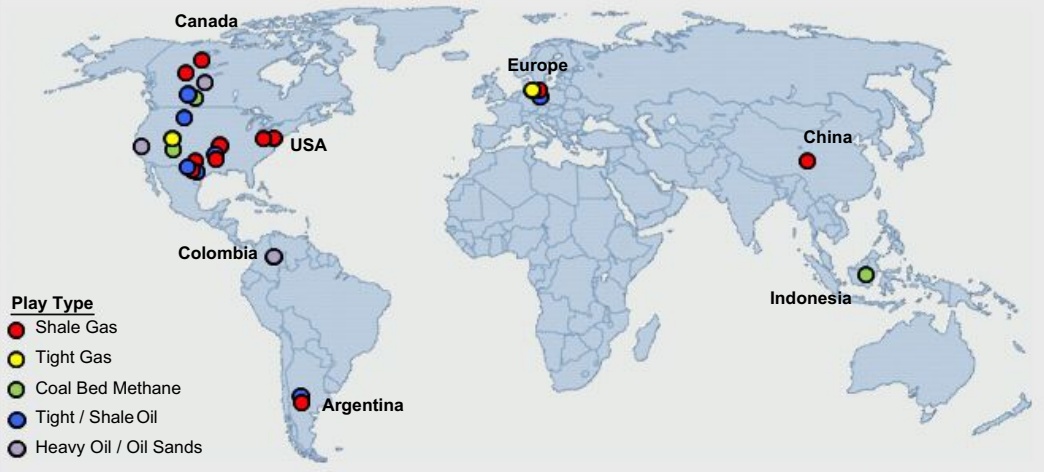 Canada
Europe
China
USA
Colombia
Indonesia
Argentina
Play Type
Shale Gas
Tight Gas
Coal Bed Methane
Tight / Shale Oil
Heavy Oil / Oil Sands